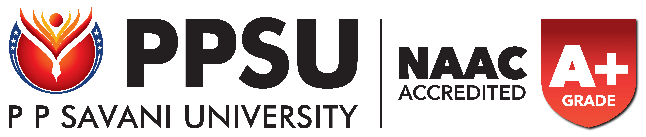 PPSU
P P SAVANI UNIVERSITY
NAAC
ACCREDITED
A+
GRADE